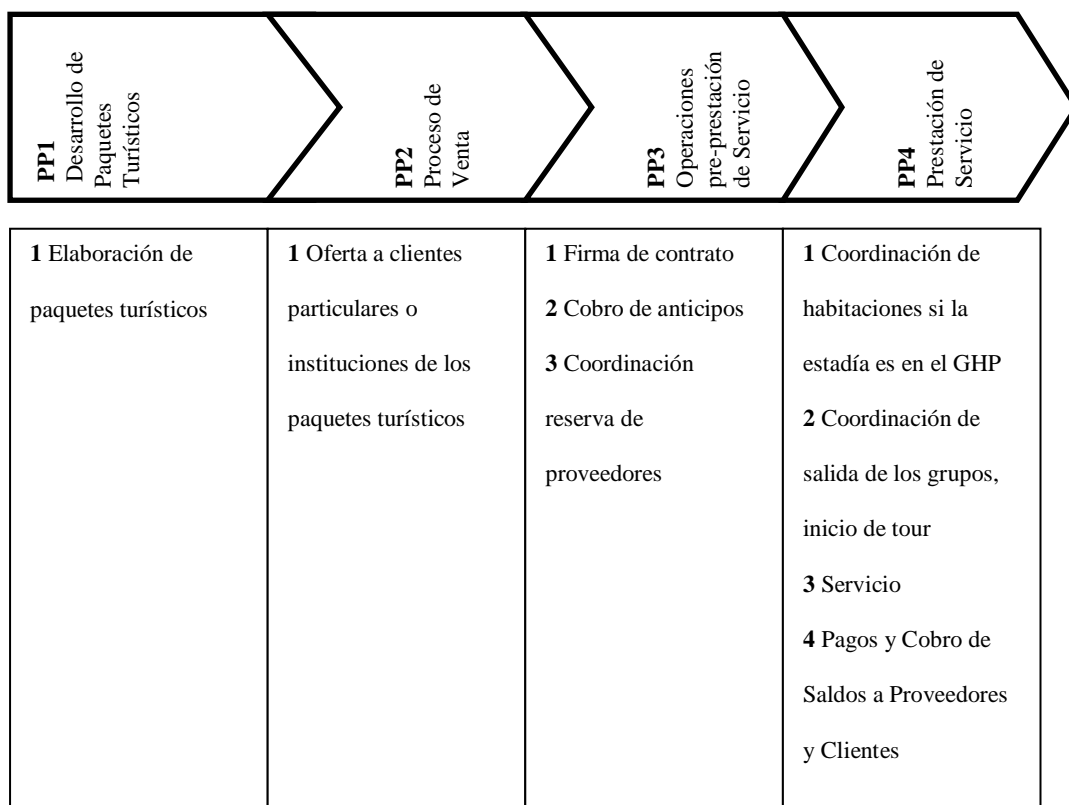 PP1
Desarrollo de
Paquetes
Turísticos
PP2
Proceso de
Venta
PP3
Operaciones
pre-prestación
de Servicio
PP4
Prestación de
Servicio
1 Elaboración de
paquetes turísticos
1 Oferta a clientes
particulares o
instituciones de los
paquetes turísticos
1 Firma de contrato
2 Cobro de anticipos
3 Coordinación
reserva de
proveedores
1 Coordinación de
habitaciones si la
estadía es en el GHP
2 Coordinación de
salida de los grupos,
inicio de tour
3 Servicio
4 Pagos y Cobro de
Saldos a Proveedores
y Clientes